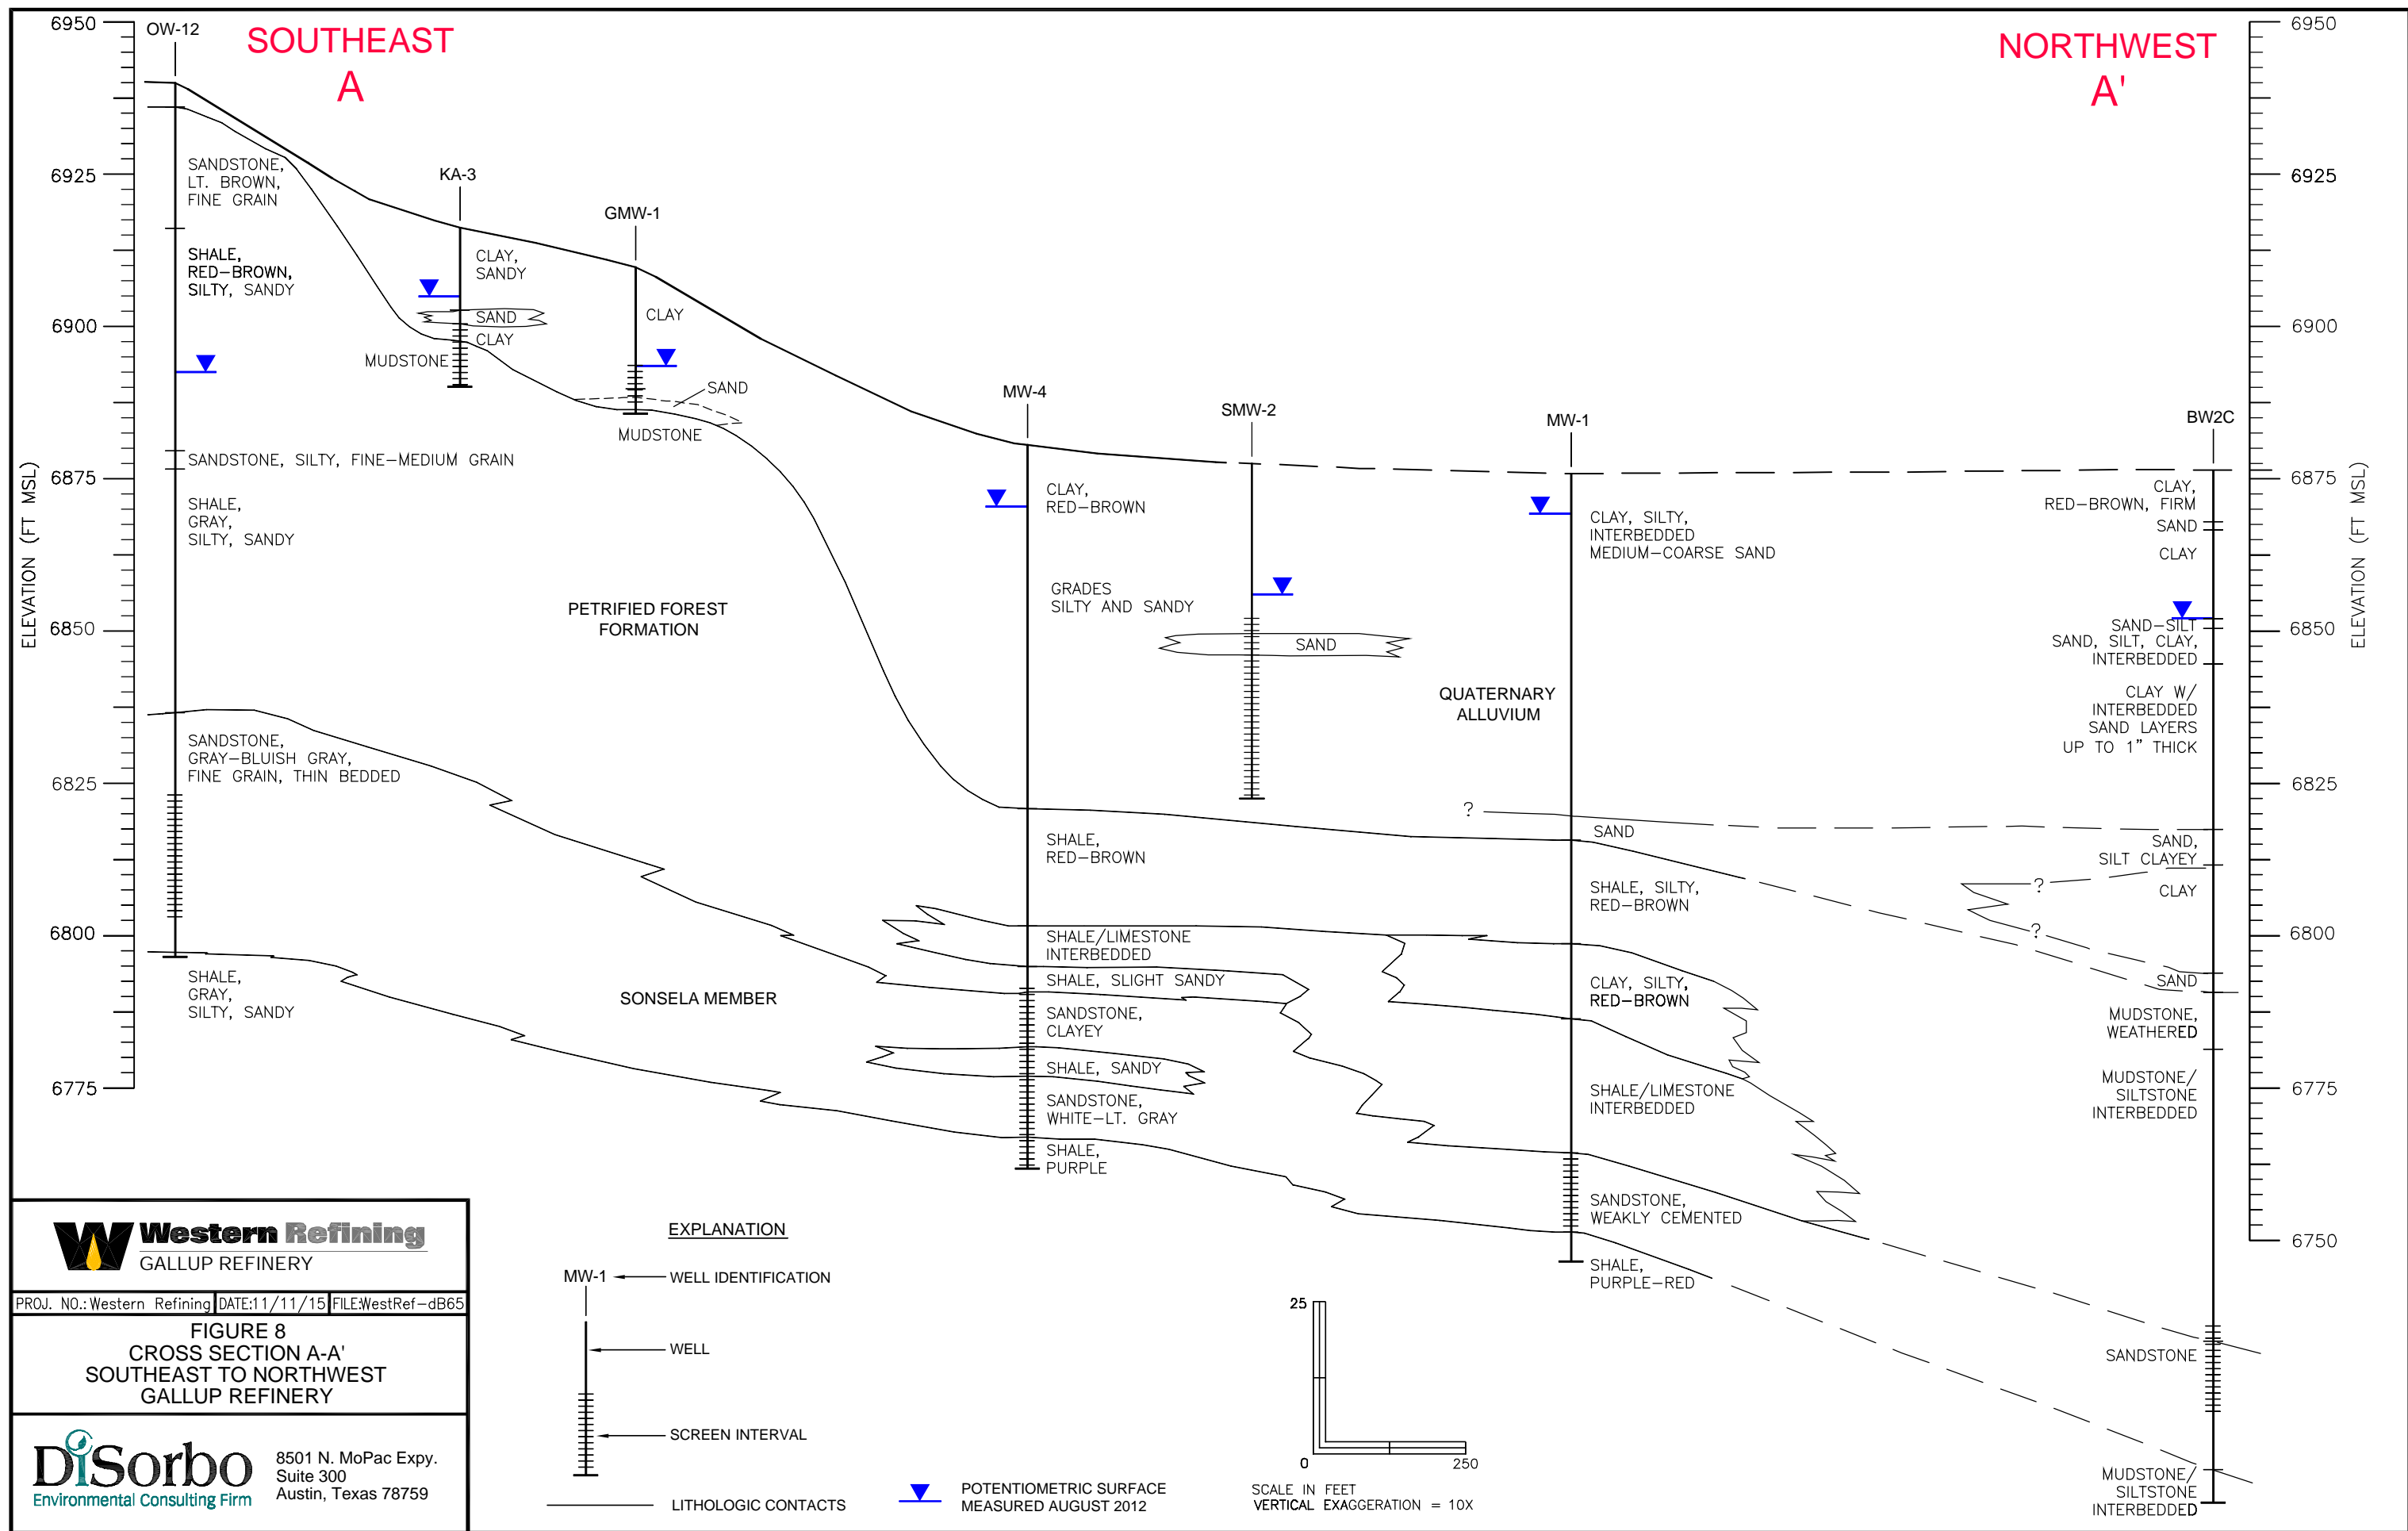 6950
6925
6900
6875
6850
6825
6800
6775
ELEVATION (FT MSL)
SOUTHEAST
A
NORTHWEST
A'
OW-12
SANDSTONE,
LT. BROWN,
FINE GRAIN
SHALE,
RED-BROWN,
SILTY, SANDY
SANDSTONE, SILTY, FINE-MEDIUM GRAIN
SHALE,
GRAY,
SILTY, SANDY
SANDSTONE,
GRAY-BLUISH GRAY,
FINE GRAIN, THIN BEDDED
SHALE,
GRAY,
SILTY, SANDY
KA-3
CLAY,
SANDY
SAND
CLAY
MUDSTONE
GMW-1
CLAY
SAND
MUDSTONE
PETRIFIED FOREST
FORMATION
SONSELA MEMBER
MW-4
CLAY,
RED-BROWN
GRADES
SILTY AND SANDY
SHALE,
RED-BROWN
SHALE/LIMESTONE
INTERBEDDED
SHALE, SLIGHT SANDY
SANDSTONE,
CLAYEY
SHALE, SANDY
SANDSTONE,
WHITE-LT. GRAY
SHALE,
PURPLE
SMW-2
SAND
QUATERNARY
ALLUVIUM
MW-1
CLAY, SILTY,
INTERBEDDED
MEDIUM-COARSE SAND
?
SAND
SHALE, SILTY,
RED-BROWN
CLAY, SILTY,
RED-BROWN
SHALE/LIMESTONE
INTERBEDDED
SANDSTONE,
WEAKLY CEMENTED
SHALE,
PURPLE-RED
BW2C
CLAY,
RED-BROWN, FIRM
SAND
CLAY
SAND-SILT
SAND, SILT, CLAY,
INTERBEDDED
CLAY W/
INTERBEDDED
SAND LAYERS
UP TO 1" THICK
SAND,
SILT CLAYEY
?
CLAY
?
SAND
MUDSTONE,
WEATHERED
MUDSTONE/
SILTSTONE
INTERBEDDED
SANDSTONE
MUDSTONE/
SILTSTONE
INTERBEDDED
6950
6925
6900
6875
6850
6825
6800
6775
6750
ELEVATION (FT MSL)
Western Refining
GALLUP REFINERY
PROJ. NO.: Western Refining DATE:11/11/15 FILE:WestRef-dB65
FIGURE 8
CROSS SECTION A-A'
SOUTHEAST TO NORTHWEST
GALLUP REFINERY
DiSorbo
Environmental Consulting Firm
8501 N. MoPac Expy.
Suite 300
Austin, Texas 78759
EXPLANATION
MW-1
WELL IDENTIFICATION
WELL
SCREEN INTERVAL
LITHOLOGIC CONTACTS
POTENTIOMETRIC SURFACE
MEASURED AUGUST 2012
25
0
250
SCALE IN FEET
VERTICAL EXAGGERATION = 10X